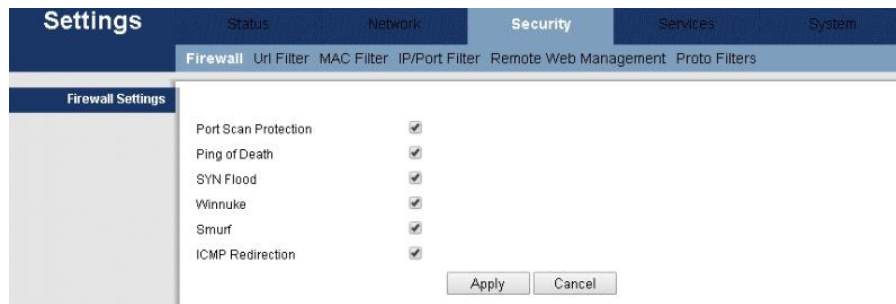 Settings Status Network Security Services System
Firewall Url Filter MAC Filter IP/Port Filter Remote Web Management Proto Filters
Firewall Settings
Port Scan Protection
Ping of Death
SYN Flood
Winnuke
Smurf
ICMP Redirection
Apply Cancel